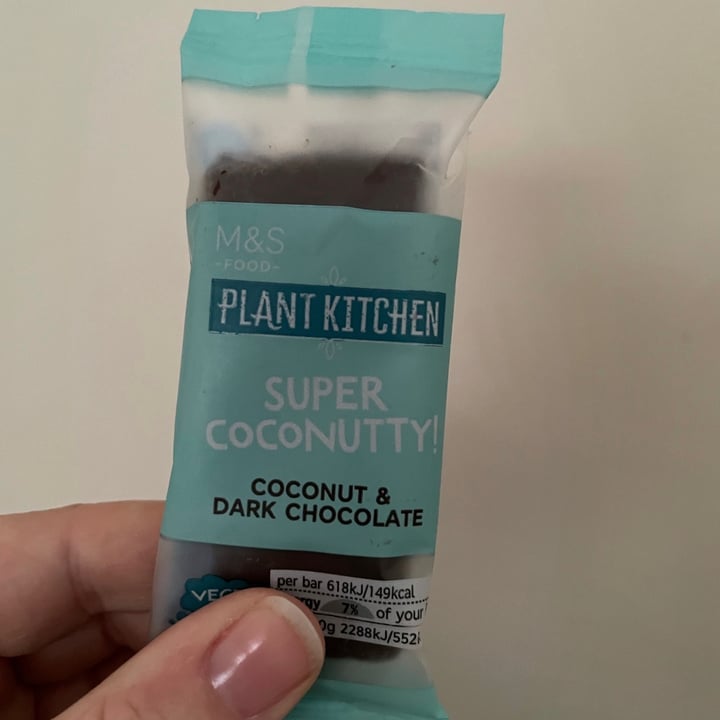 M&S
-FOOD-
PLANT KITCHEN
SUPER
COCONUTTY!
COCONUT &
DARK CHOCOLATE
per bar 618kJ/149kcal
7% of your
2288kJ/552